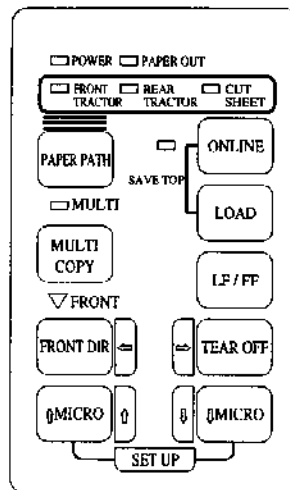 POWER PAPER OUT
FRONT TRACTOR REAR TRACTOR CUT SHEET
PAPER PATH
ONLINE
SAVE TOP
MULTI
LOAD
MULTI COPY
LF / FF
▽ FRONT
FRONT DIR ⇦ ⇨ TEAR OFF
⇧MICRO ⇧ ⇩ ⇩MICRO
SET UP